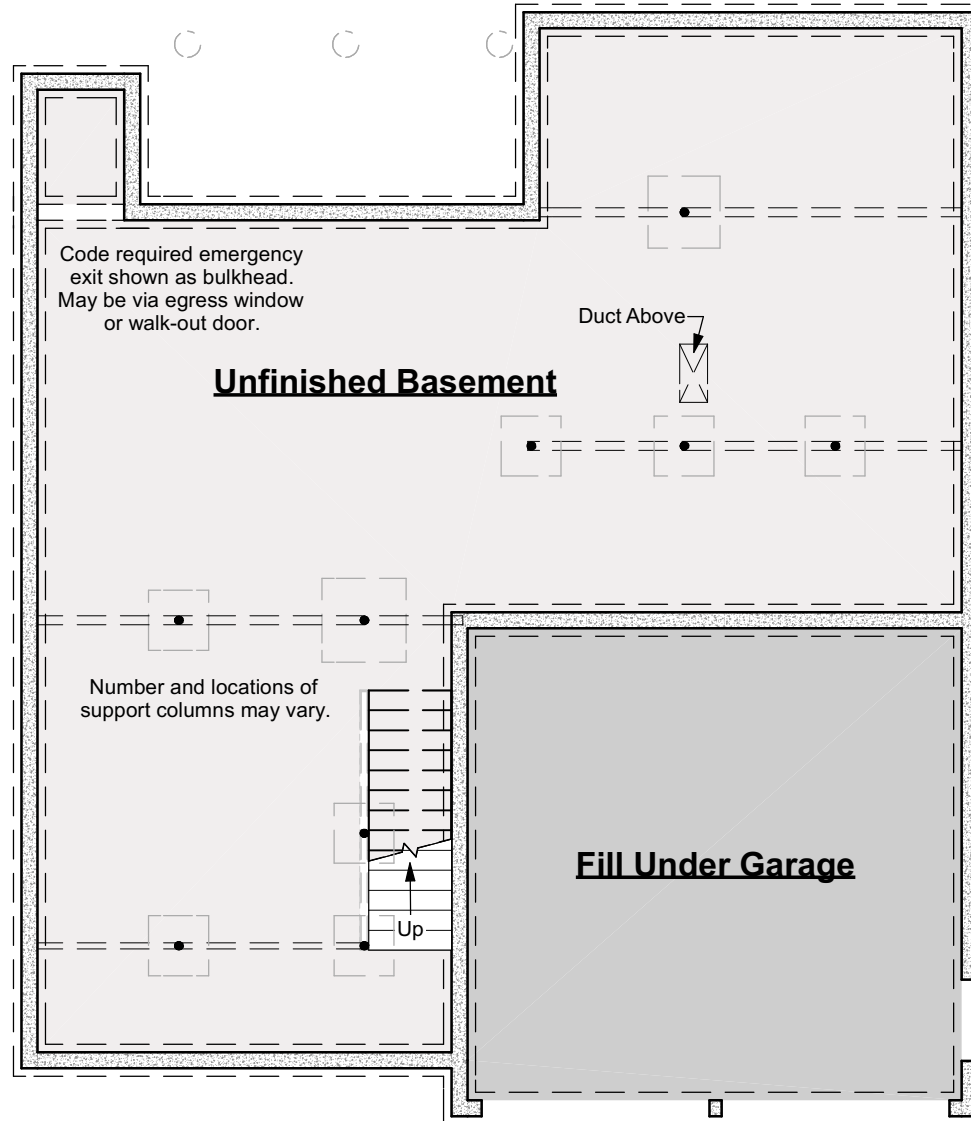 Code required emergency
exit shown as bulkhead.
May be via egress window
or walk-out door.
Duct Above
Unfinished Basement
Number and locations of
support columns may vary.
Fill Under Garage
Up